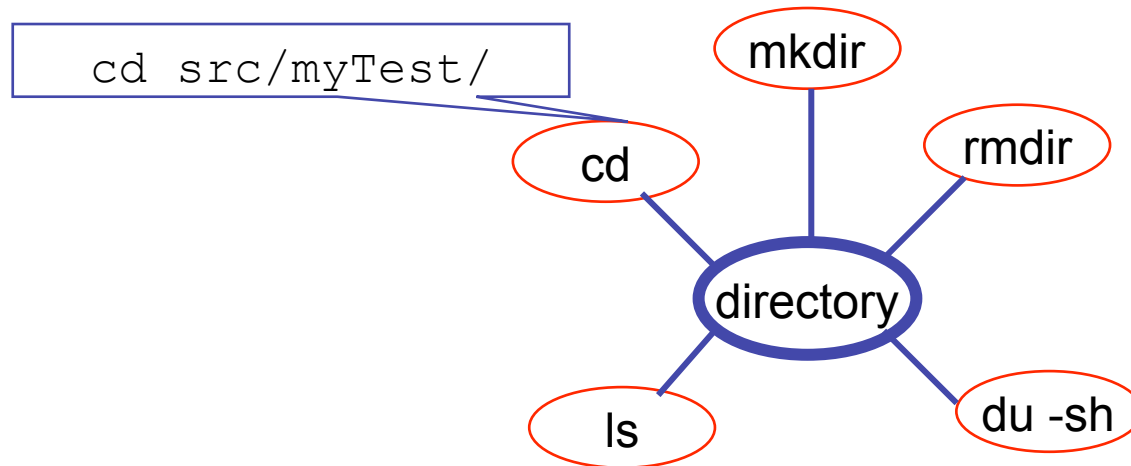 cd src/myTest/
mkdir
cd
rmdir
directory
ls
du -sh